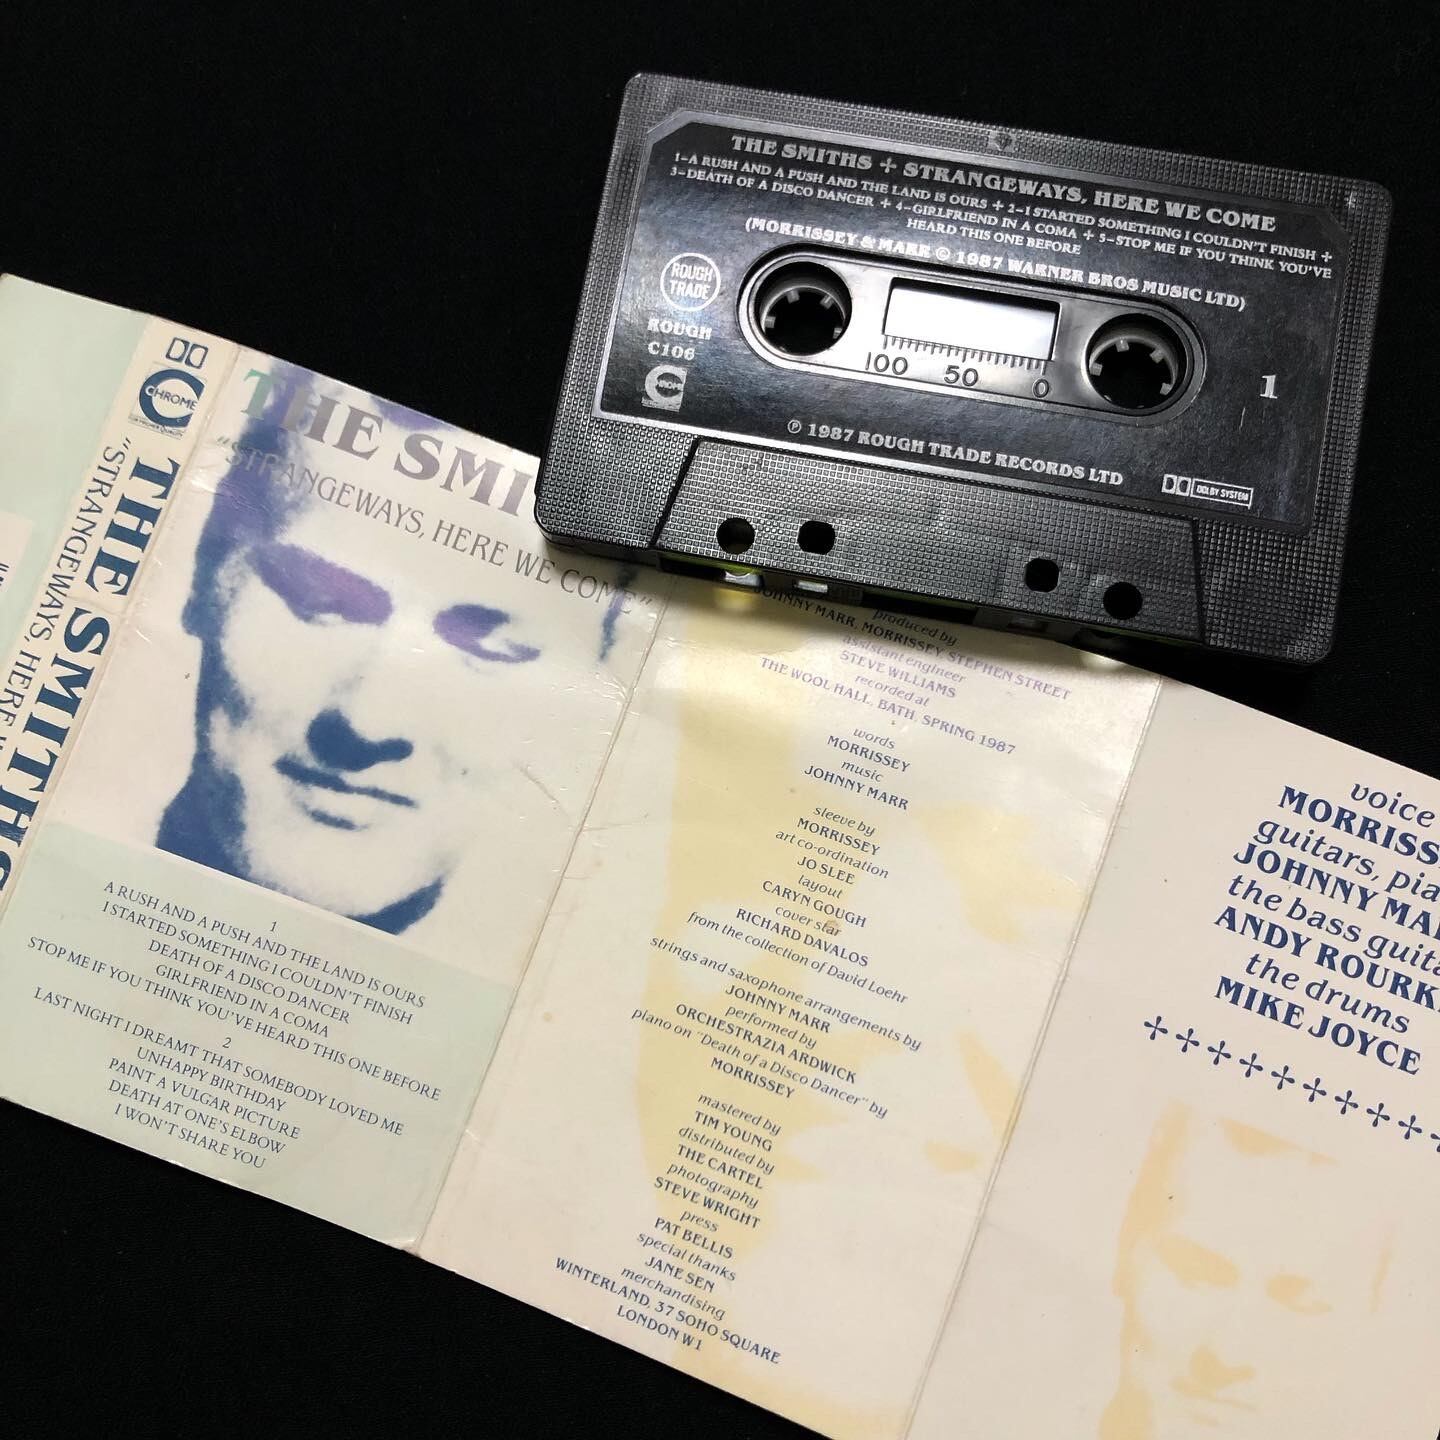 THE SMITHS + STRANGEWAYS, HERE WE COME
1-A RUSH AND A PUSH AND THE LAND IS OURS + 2-I STARTED SOMETHING I COULDN'T FINISH +
3-DEATH OF A DISCO DANCER + 4-GIRLFRIEND IN A COMA + 5-STOP ME IF YOU THINK YOU'VE
HEARD THIS ONE BEFORE
(MORRISSEY & MARR © 1987 WARNER BROS MUSIC LTD)
ROUGH
TRADE
ROUGH
C106
CHROME
100 50 0
1
℗ 1987 ROUGH TRADE RECORDS LTD
DOLBY SYSTEM
CHROME
THE SMITHS
"STRANGEWAYS, HERE
THE SMI
"STRANGEWAYS, HERE WE COME"
1
A RUSH AND A PUSH AND THE LAND IS OURS
I STARTED SOMETHING I COULDN'T FINISH
DEATH OF A DISCO DANCER
GIRLFRIEND IN A COMA
STOP ME IF YOU THINK YOU'VE HEARD THIS ONE BEFORE
2
LAST NIGHT I DREAMT THAT SOMEBODY LOVED ME
UNHAPPY BIRTHDAY
PAINT A VULGAR PICTURE
DEATH AT ONE'S ELBOW
I WON'T SHARE YOU
produced by
JOHNNY MARR, MORRISSEY, STEPHEN STREET
assistant engineer
STEVE WILLIAMS
recorded at
THE WOOL HALL, BATH, SPRING 1987
words
MORRISSEY
music
JOHNNY MARR
sleeve by
MORRISSEY
art co-ordination
JO SLEE
layout
CARYN GOUGH
cover star
RICHARD DAVALOS
from the collection of David Loehr
strings and saxophone arrangements by
JOHNNY MARR
performed by
ORCHESTRAZIA ARDWICK
piano on "Death of a Disco Dancer" by
MORRISSEY
mastered by
TIM YOUNG
distributed by
THE CARTEL
photography
STEVE WRIGHT
press
PAT BELLIS
special thanks
JANE SEN
merchandising
WINTERLAND, 37 SOHO SQUARE
LONDON W1
voice
MORRISS
guitars, pia
JOHNNY MA
the bass guita
ANDY ROURK
the drums
MIKE JOYCE